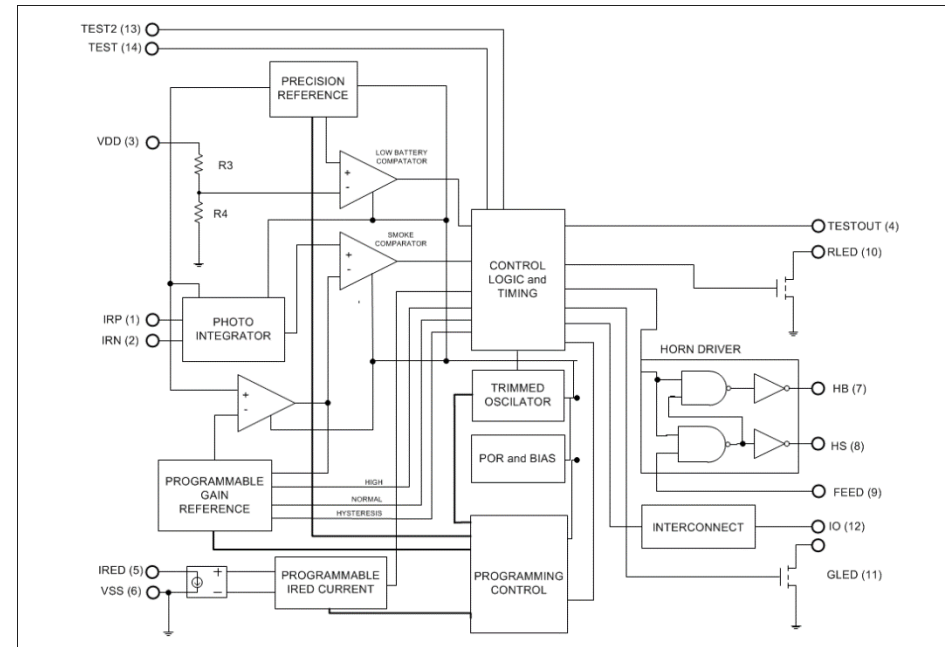 TEST2 (13)
TEST (14)
PRECISION
REFERENCE
VDD (3)
R3
R4
LOW BATTERY
COMPATATOR
+
-
SMOKE
COMPARATOR
+
-
CONTROL
LOGIC and
TIMING
TESTOUT (4)
RLED (10)
IRP (1)
IRN (2)
PHOTO
INTEGRATOR
+
-
HORN DRIVER
HB (7)
HS (8)
FEED (9)
TRIMMED
OSCILATOR
POR and BIAS
PROGRAMMABLE
GAIN
REFERENCE
HIGH
NORMAL
HYSTERESIS
INTERCONNECT
IO (12)
GLED (11)
IRED (5)
VSS (6)
+
-
PROGRAMMABLE
IRED CURRENT
PROGRAMMING
CONTROL